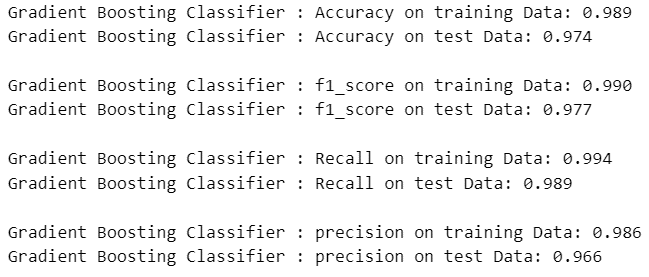 Gradient Boosting Classifier : Accuracy on training Data: 0.989
Gradient Boosting Classifier : Accuracy on test Data: 0.974
Gradient Boosting Classifier : f1_score on training Data: 0.990
Gradient Boosting Classifier : f1_score on test Data: 0.977
Gradient Boosting Classifier : Recall on training Data: 0.994
Gradient Boosting Classifier : Recall on test Data: 0.989
Gradient Boosting Classifier : precision on training Data: 0.986
Gradient Boosting Classifier : precision on test Data: 0.966